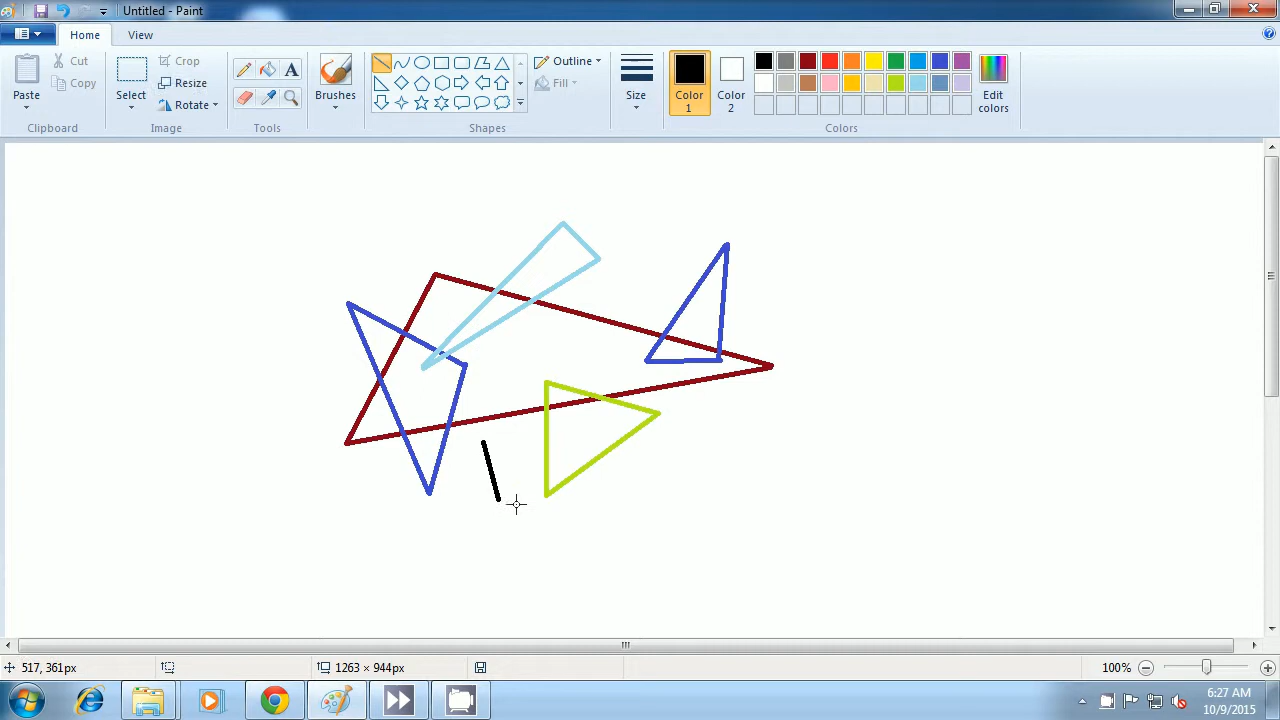 Untitled - Paint
Home View
Paste
Cut
Copy
Clipboard
Select
Crop
Resize
Rotate
Image
A
Tools
Brushes
Shapes
Outline
Fill
Size
Color 1
Color 2
Edit colors
Colors
517, 361px
1263 × 944px
100%
6:27 AM
10/9/2015